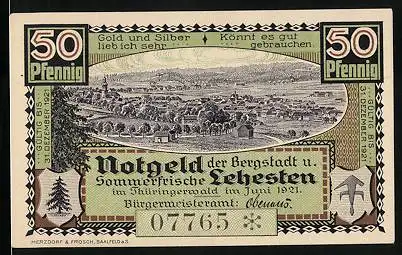 50 Pfennig
50 Pfennig
Gold und Silber lieb ich sehr
Könnt es gut gebrauchen.
GÜLTIG BIS 31. DEZEMBER 1921
GÜLTIG BIS 31. DEZEMBER 1921
Notgeld der Bergstadt u.
Sommerfrische Lehesten
im Thüringerwald im Juni 1921.
Bürgermeisteramt:
07765 *
MERZDORF & FROSCH, SAALFELD A.S.